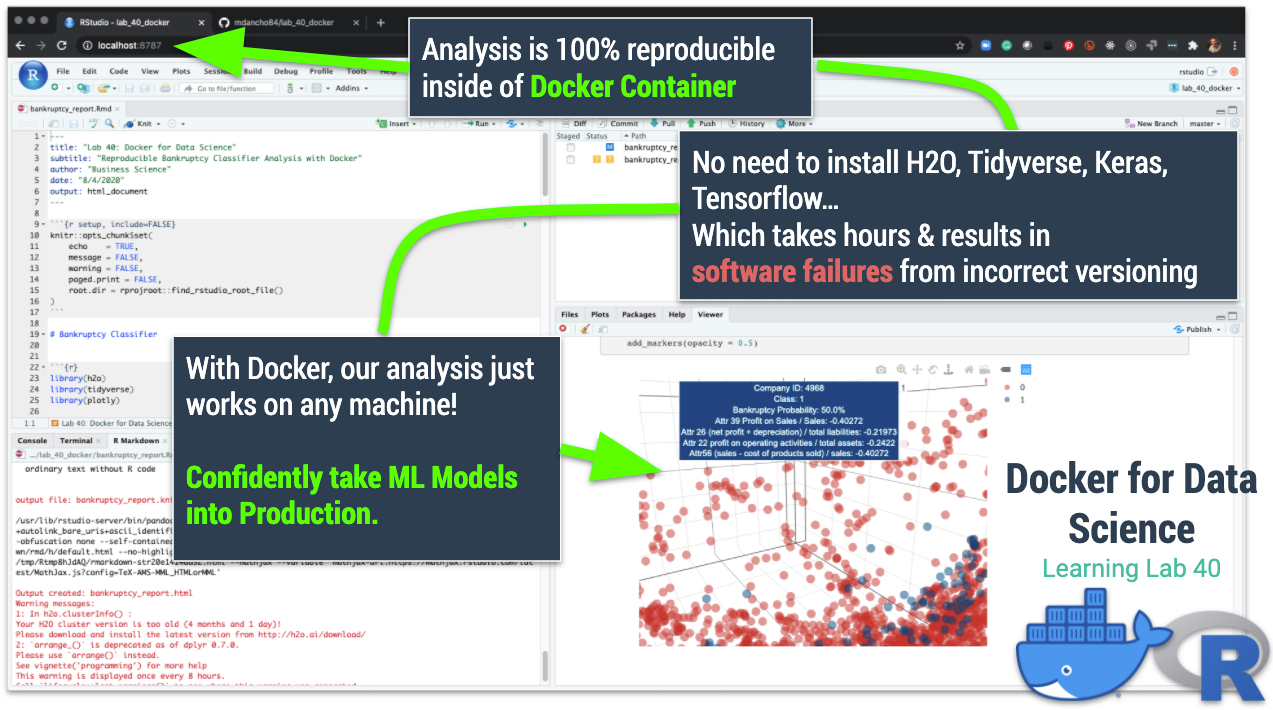 RStudio - lab_40_docker
mdancho84/lab_40_docker
localhost:8787
Analysis is 100% reproducible
inside of Docker Container
File Edit Code View Plots Build Debug Profile Tools Help
rstudio
Go to file/function
Addins
lab_40_docker
bankruptcy_report.Rmd
Knit
Insert
Run
Diff Commit Pull Push History More
New Branch master
Staged Status Path
M bankruptcy_re
? ? bankruptcy_re
1 ---
2 title: "Lab 40: Docker for Data Science"
3 subtitle: "Reproducible Bankruptcy Classifier Analysis with Docker"
4 author: "Business Science"
5 date: "8/4/2020"
6 output: html_document
7 ---
8
9 ```{r setup, include=FALSE}
10 knitr::opts_chunk$set(
11 echo = TRUE,
12 message = FALSE,
13 warning = FALSE,
14 paged.print = FALSE,
15 root.dir = rprojroot::find_rstudio_root_file()
16 )
17 ```
18
19 # Bankruptcy Classifier
20
21
22 ```{r}
23 library(h2o)
24 library(tidyverse)
25 library(plotly)
26
1:1 Lab 40: Docker for Data Science
No need to install H2O, Tidyverse, Keras,
Tensorflow...
Which takes hours & results in
software failures from incorrect versioning
With Docker, our analysis just
works on any machine!
Confidently take ML Models
into Production.
Console Terminal R Markdown
.../lab_40_docker/bankruptcy_report.R
ordinary text without R code
output file: bankruptcy_report.kni
/usr/lib/rstudio-server/bin/pandoc
+autolink_bare_uris+ascii_identifi
-obfuscation none --self-contained
wn/rmd/h/default.html --no-highlig
est/MathJax.js?config=TeX-AMS-MML_HTMLorMML'
Output created: bankruptcy_report.html
Warning messages:
1: In h2o.clusterInfo() :
Your H2O cluster version is too old (4 months and 1 day)!
Please download and install the latest version from http://h2o.ai/download/
2: `arrange_()` is deprecated as of dplyr 0.7.0.
Please use `arrange()` instead.
See vignette('programming') for more help
This warning is displayed once every 8 hours.
Files Plots Packages Help Viewer
Publish
add_markers(opacity = 0.5)
Company ID: 4968
Class: 1
Bankruptcy Probability: 50.0%
Attr 39 Profit on Sales / Sales: -0.40272
Attr 26 (net profit + depreciation) / total liabilities: -0.21973
Attr 22 profit on operating activities / total assets: -0.2422
Attr56 (sales - cost of products sold) / sales: -0.40272
1
0
1
Docker for Data
Science
Learning Lab 40
R